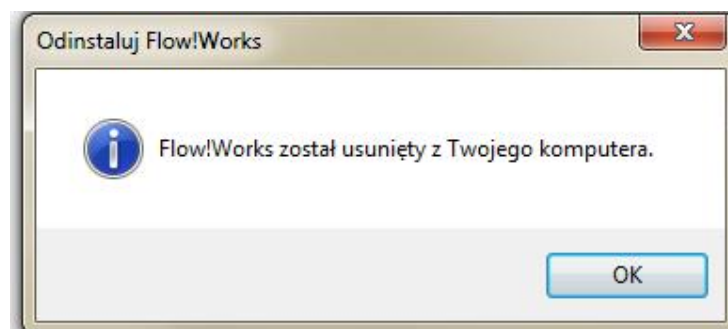 Odinstaluj Flow!Works
Flow!Works został usunięty z Twojego komputera.
OK